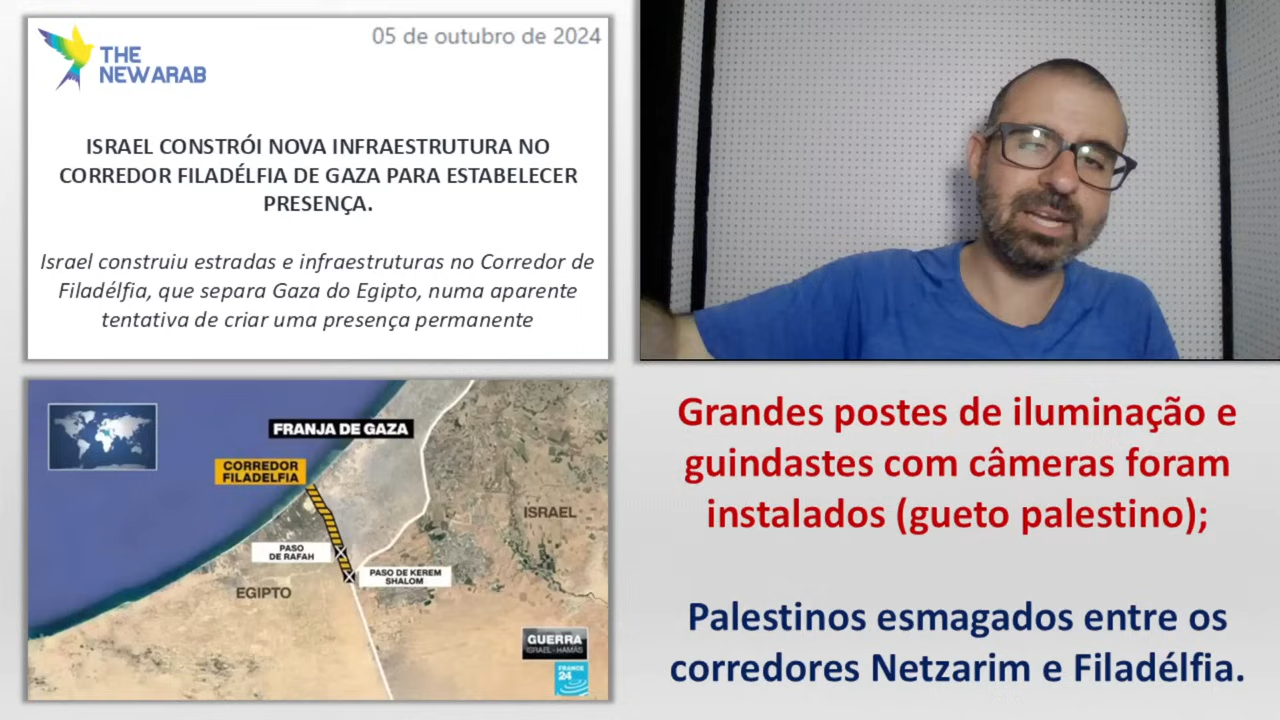 05 de outubro de 2024
THE
NEW ARAB
ISRAEL CONSTRÓI NOVA INFRAESTRUTURA NO
CORREDOR FILADÉLFIA DE GAZA PARA ESTABELECER
PRESENÇA.
Israel construiu estradas e infraestruturas no Corredor de
Filadélfia, que separa Gaza do Egipto, numa aparente
tentativa de criar uma presença permanente
FRANJA DE GAZA
CORREDOR
FILADELFIA
ISRAEL
PASO
DE RAFAH
PASO DE KEREM
SHALOM
EGIPTO
GUERRA
ISRAEL - HAMÁS
FRANCE
24
Grandes postes de iluminação e
guindastes com câmeras foram
instalados (gueto palestino);
Palestinos esmagados entre os
corredores Netzarim e Filadélfia.